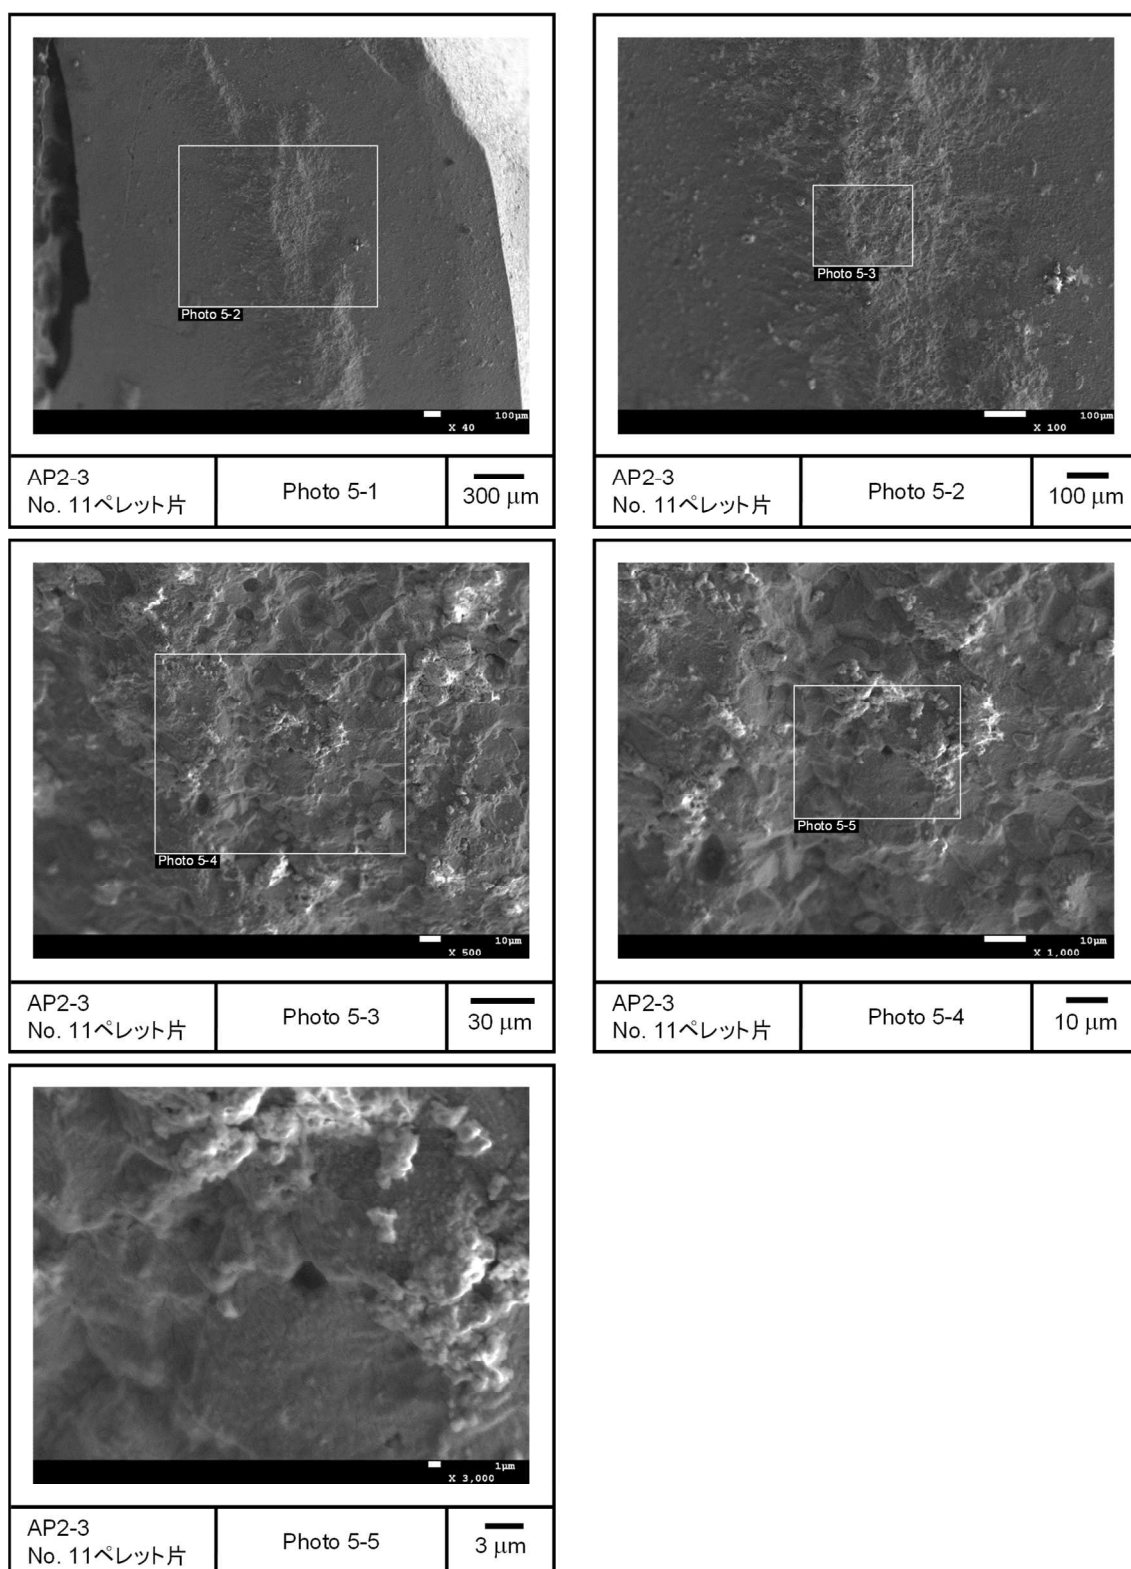 Photo 5-2
100μm
X 40
AP2-3
No. 11ペレット片
Photo 5-1
300 μm
Photo 5-3
100μm
X 100
AP2-3
No. 11ペレット片
Photo 5-2
100 μm
Photo 5-4
10μm
X 500
AP2-3
No. 11ペレット片
Photo 5-3
30 μm
Photo 5-5
10μm
X 1,000
AP2-3
No. 11ペレット片
Photo 5-4
10 μm
1μm
X 3,000
AP2-3
No. 11ペレット片
Photo 5-5
3 μm